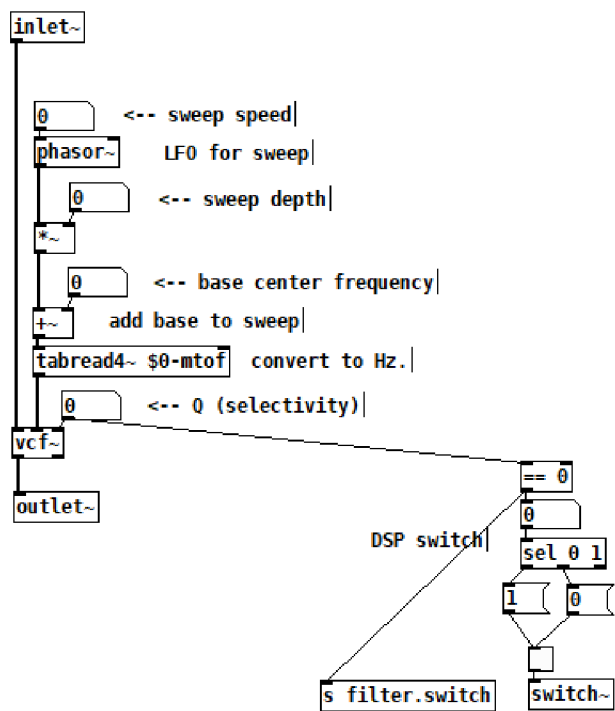 inlet~
0 <-- sweep speed
phasor~ LFO for sweep
0 <-- sweep depth
*~
0 <-- base center frequency
+~ add base to sweep
tabread4~ $0-mtof convert to Hz.
0 <-- Q (selectivity)
vcf~
== 0
outlet~
0
DSP switch
sel 0 1
1 0
s filter.switch switch~